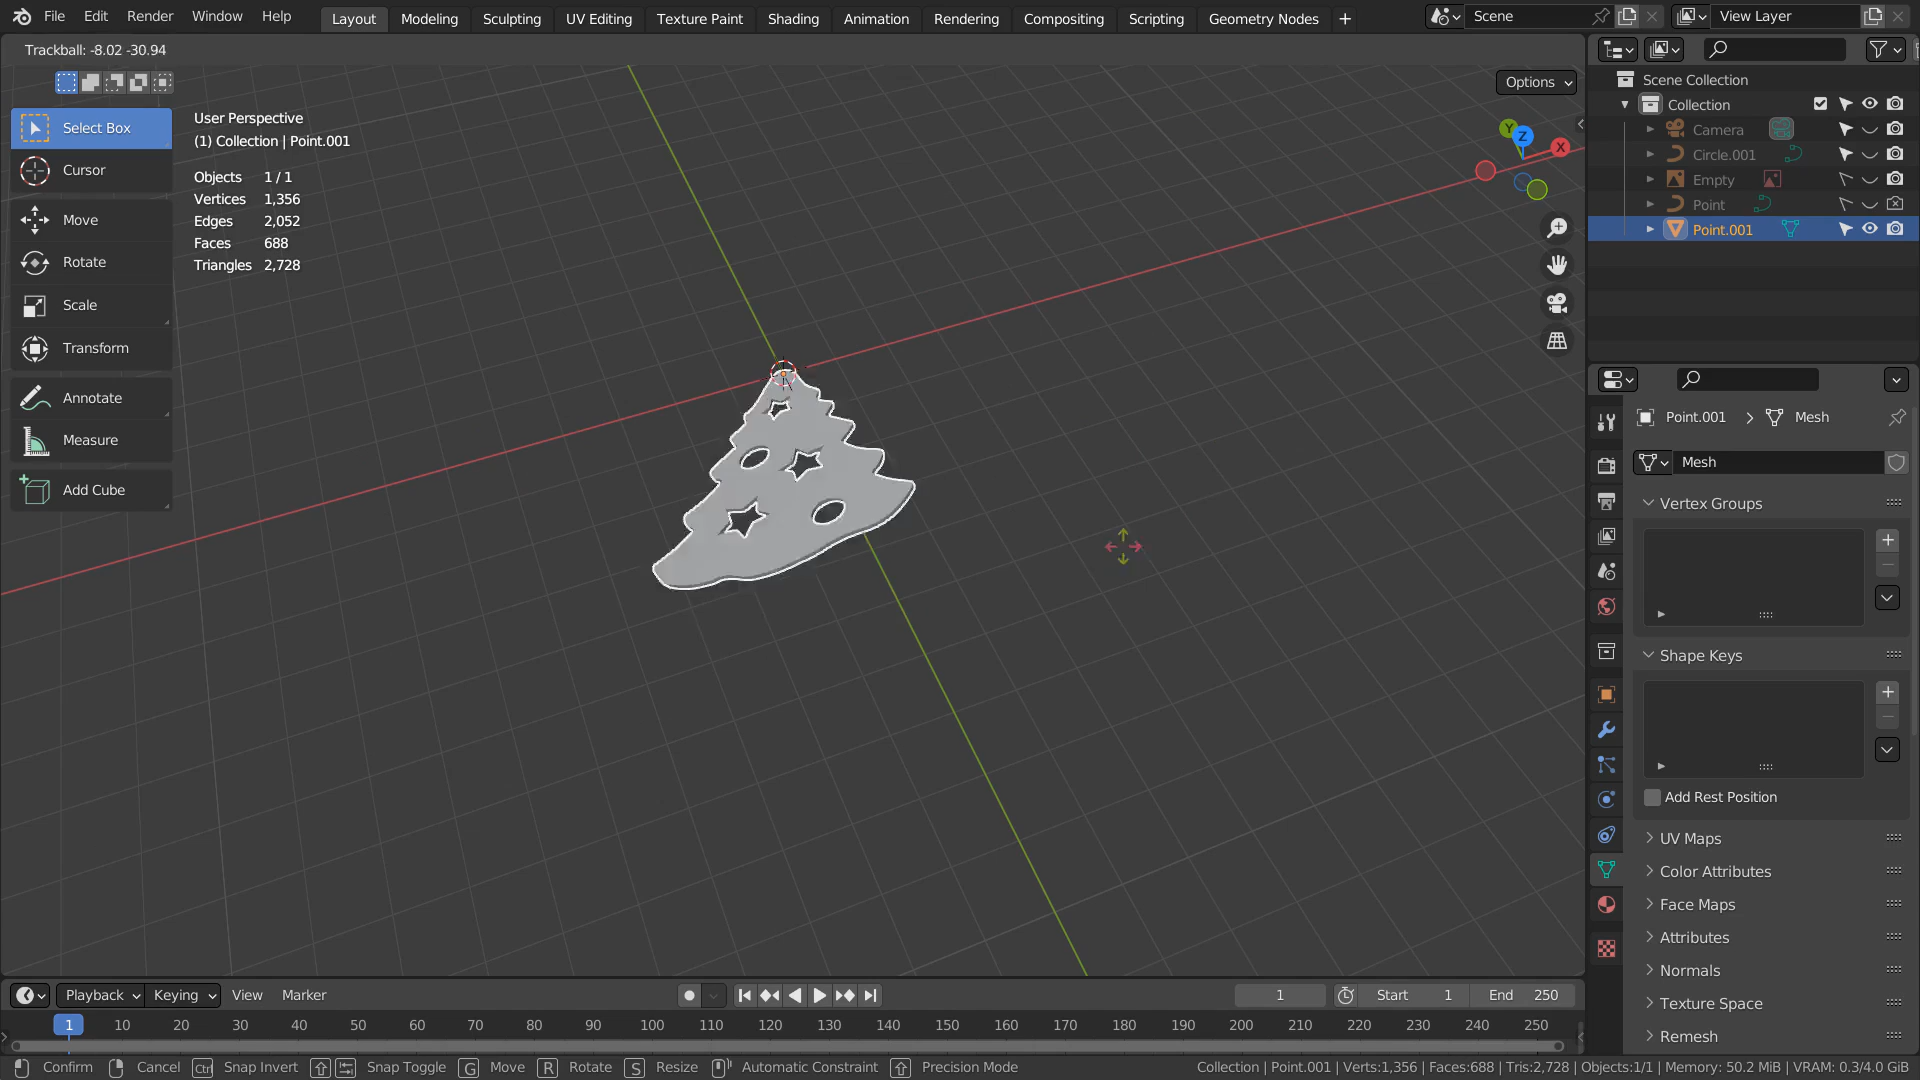 File Edit Render Window Help Layout Modeling Sculpting UV Editing Texture Paint Shading Animation Rendering Compositing Scripting Geometry Nodes + Scene View Layer
Trackball: -8.02 -30.94
Options
Select Box
Cursor
Move
Rotate
Scale
Transform
Annotate
Measure
Add Cube
User Perspective
(1) Collection | Point.001
Objects 1 / 1
Vertices 1,356
Edges 2,052
Faces 688
Triangles 2,728
Y
Z
X
Scene Collection
Collection
Camera
Circle.001
Empty
Point
Point.001
Point.001 > Mesh
Mesh
Vertex Groups
Shape Keys
Add Rest Position
UV Maps
Color Attributes
Face Maps
Attributes
Normals
Texture Space
Remesh
Playback Keying View Marker 1 Start 1 End 250
1 10 20 30 40 50 60 70 80 90 100 110 120 130 140 150 160 170 180 190 200 210 220 230 240 250
Confirm Cancel Ctrl Snap Invert Snap Toggle G Move R Rotate S Resize Automatic Constraint Precision Mode Collection | Point.001 | Verts:1,356 | Faces:688 | Tris:2,728 | Objects:1/1 | Memory: 50.2 MiB | VRAM: 0.3/4.0 GiB